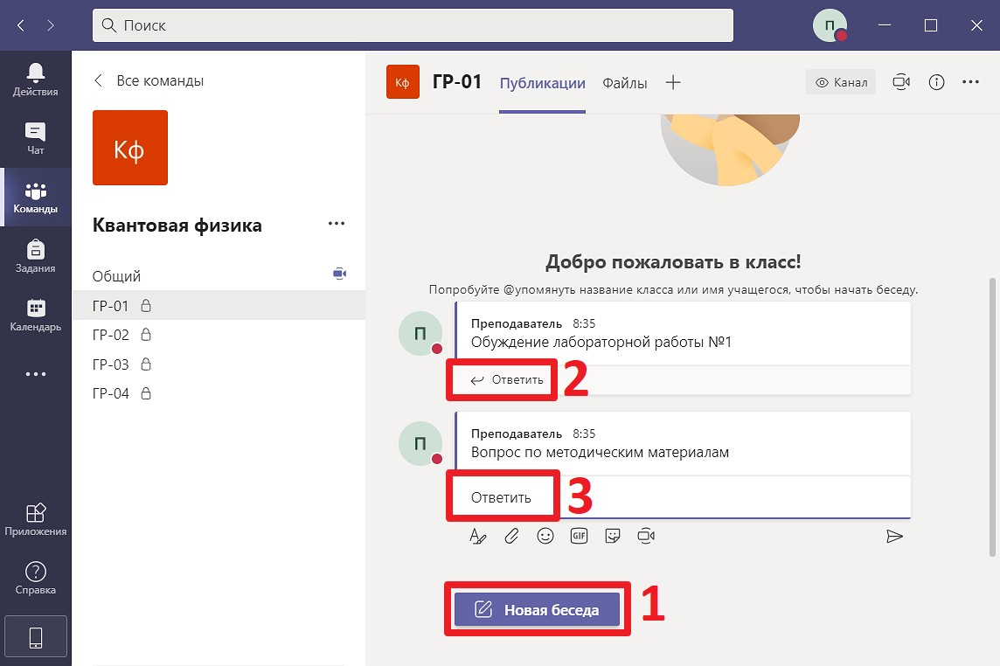 Поиск
П
Действия
Чат
Команды
Задания
Календарь
Приложения
Справка
Все команды
Кф
Квантовая физика
Общий
ГР-01
ГР-02
ГР-03
ГР-04
Кф ГР-01 Публикации Файлы Канал
Добро пожаловать в класс!
Попробуйте @упомянуть название класса или имя учащегося, чтобы начать беседу.
П
Преподаватель 8:35
Обуждение лабораторной работы №1
Ответить 2
П
Преподаватель 8:35
Вопрос по методическим материалам
Ответить 3
GIF
Новая беседа 1